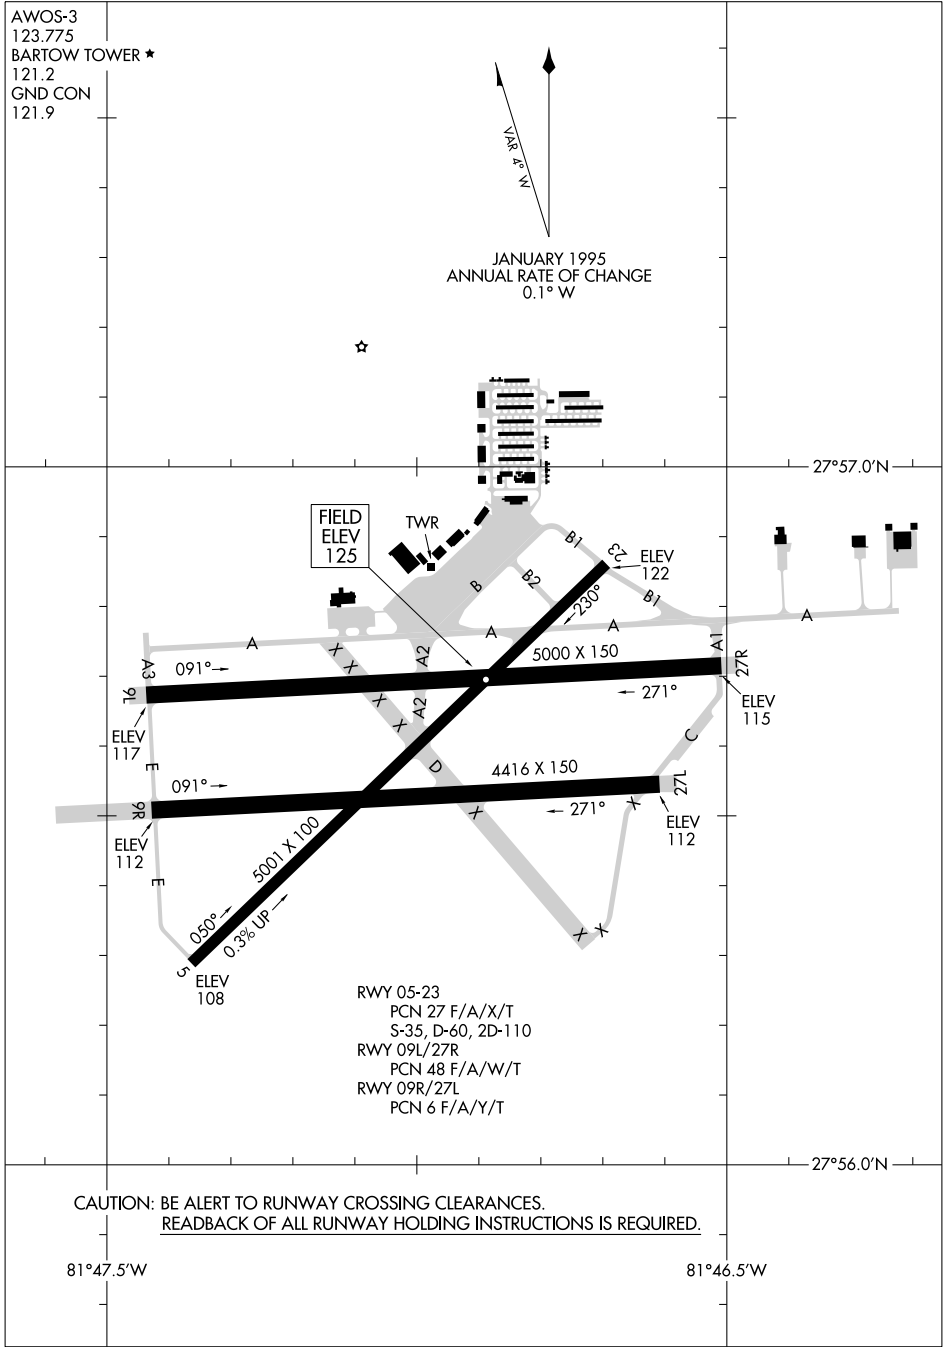 AWOS-3
123.775
BARTOW TOWER ★
121.2
GND CON
121.9
VAR 4° W
JANUARY 1995
ANNUAL RATE OF CHANGE
0.1° W
27°57.0'N
FIELD
ELEV
125
TWR
B1
23
ELEV
122
B
B2
B1
230°
A
A
A
A
A2
A1
5000 X 150
27R
A3
091°
X
X
9L
271°
ELEV
115
X
A2
X
ELEV
117
C
E
D
4416 X 150
091°
27L
9R
271°
X
X
ELEV
112
ELEV
112
5001 X 100
E
050°
0.3% UP
X
X
5
ELEV
108
RWY 05-23
PCN 27 F/A/X/T
S-35, D-60, 2D-110
RWY 09L/27R
PCN 48 F/A/W/T
RWY 09R/27L
PCN 6 F/A/Y/T
27°56.0'N
CAUTION: BE ALERT TO RUNWAY CROSSING CLEARANCES.
READBACK OF ALL RUNWAY HOLDING INSTRUCTIONS IS REQUIRED.
81°47.5'W
81°46.5'W